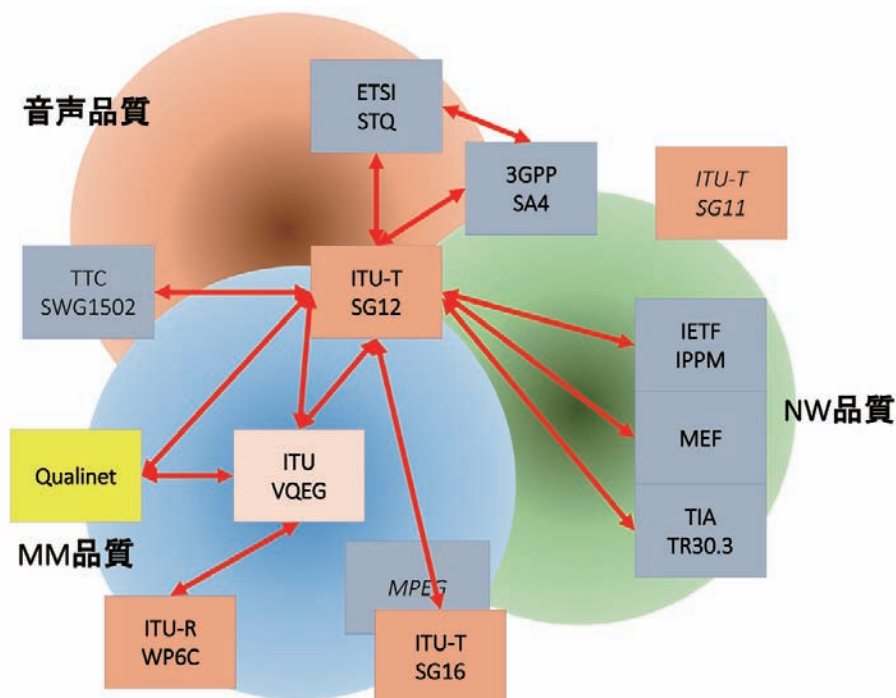 音声品質
ETSI
STQ
3GPP
SA4
ITU-T
SG11
TTC
SWG1502
ITU-T
SG12
IETF
IPPM
NW品質
MEF
Qualinet
ITU
VQEG
TIA
TR30.3
MM品質
MPEG
ITU-R
WP6C
ITU-T
SG16